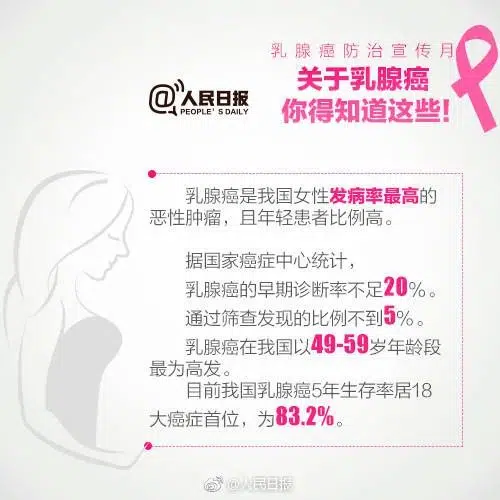 乳腺癌防治宣传月
关于乳腺癌
你得知道这些!
@人民日报
PEOPLE'S DAILY
乳腺癌是我国女性发病率最高的
恶性肿瘤，且年轻患者比例高。
据国家癌症中心统计，
乳腺癌的早期诊断率不足20%。
通过筛查发现的比例不到5%。
乳腺癌在我国以49-59岁年龄段
最为高发。
目前我国乳腺癌5年生存率居18
大癌症首位，为83.2%。
@人民日报